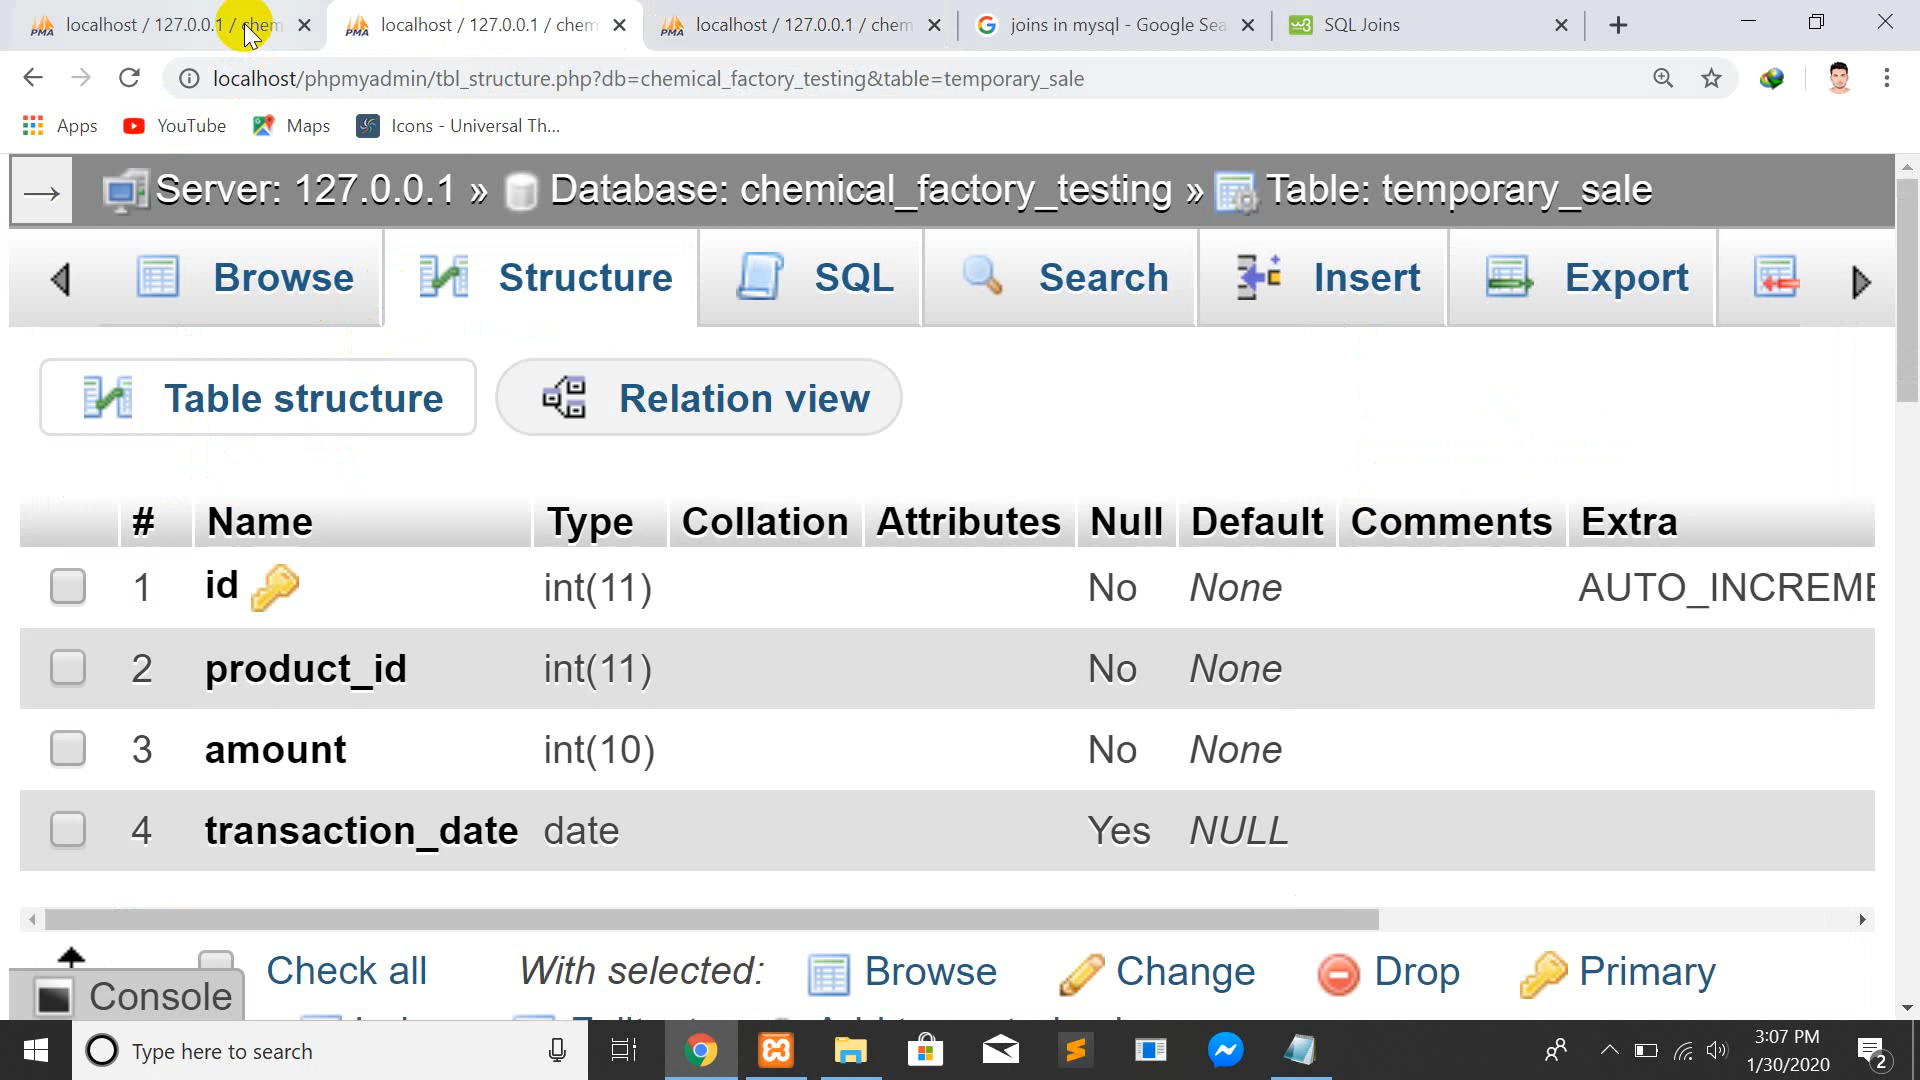 localhost / 127.0.0.1 / chem
localhost / 127.0.0.1 / chem
localhost / 127.0.0.1 / chem
joins in mysql - Google Sea
SQL Joins
localhost/phpmyadmin/tbl_structure.php?db=chemical_factory_testing&table=temporary_sale
Apps
YouTube
Maps
Icons - Universal Th...
Server: 127.0.0.1 » Database: chemical_factory_testing » Table: temporary_sale
Browse
Structure
SQL
Search
Insert
Export
Table structure
Relation view
# Name Type Collation Attributes Null Default Comments Extra
1 id int(11) No None AUTO_INCREME
2 product_id int(11) No None
3 amount int(10) No None
4 transaction_date date Yes NULL
Check all With selected: Browse Change Drop Primary
Console
Type here to search
3:07 PM
1/30/2020
2